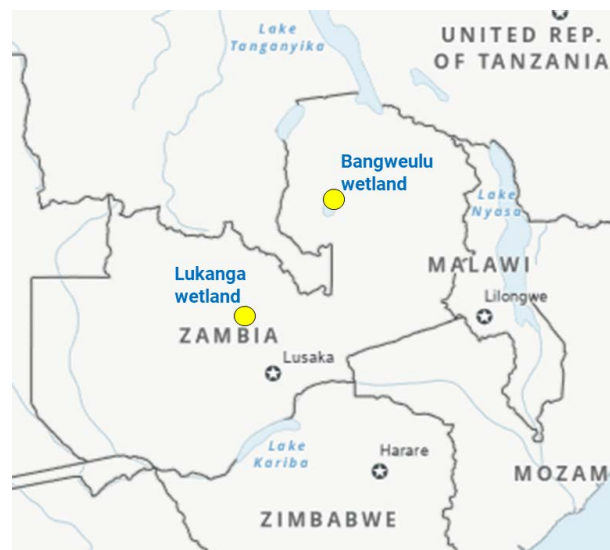 Lake
Tanganyika
UNITED REP.
OF TANZANIA
Bangweulu
wetland
Lake
Nyasa
MALAWI
Lukanga
wetland
Lilongwe
ZAMBIA
Lusaka
Lake
Kariba
Harare
MOZAM
ZIMBABWE